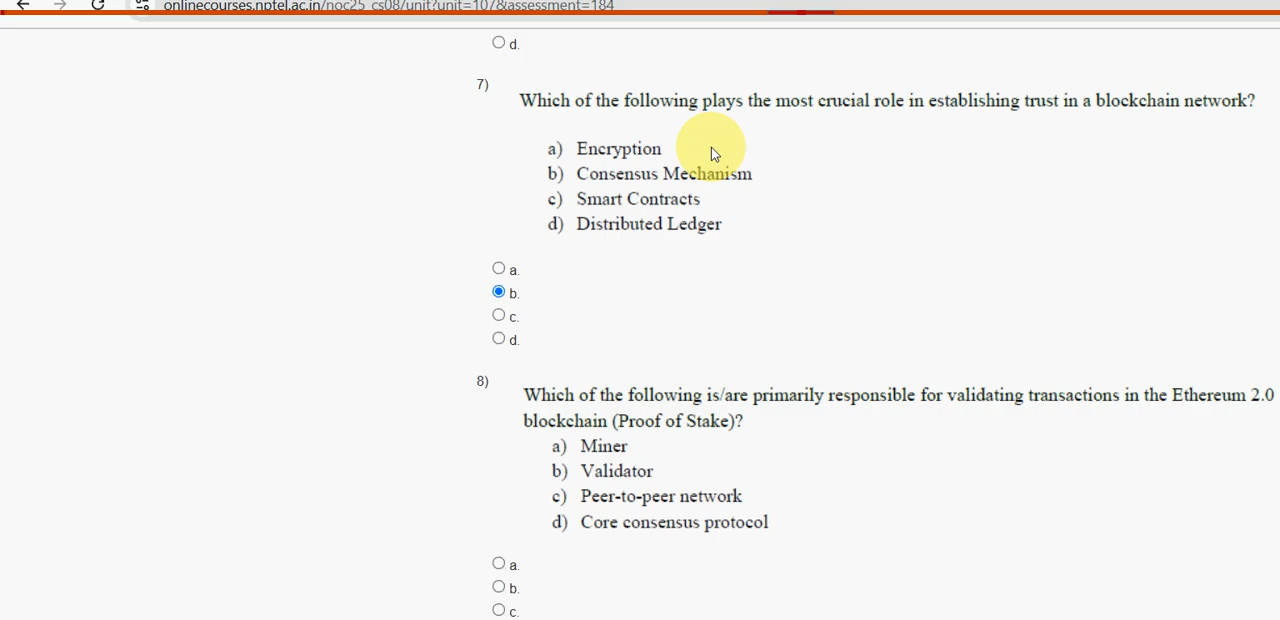 onlinecourses.nptel.ac.in/noc25_cs08/unit?unit=107&assessment=184
d.
7)
Which of the following plays the most crucial role in establishing trust in a blockchain network?
a) Encryption
b) Consensus Mechanism
c) Smart Contracts
d) Distributed Ledger
a.
b.
c.
d.
8)
Which of the following is/are primarily responsible for validating transactions in the Ethereum 2.0
blockchain (Proof of Stake)?
a) Miner
b) Validator
c) Peer-to-peer network
d) Core consensus protocol
a.
b.
c.